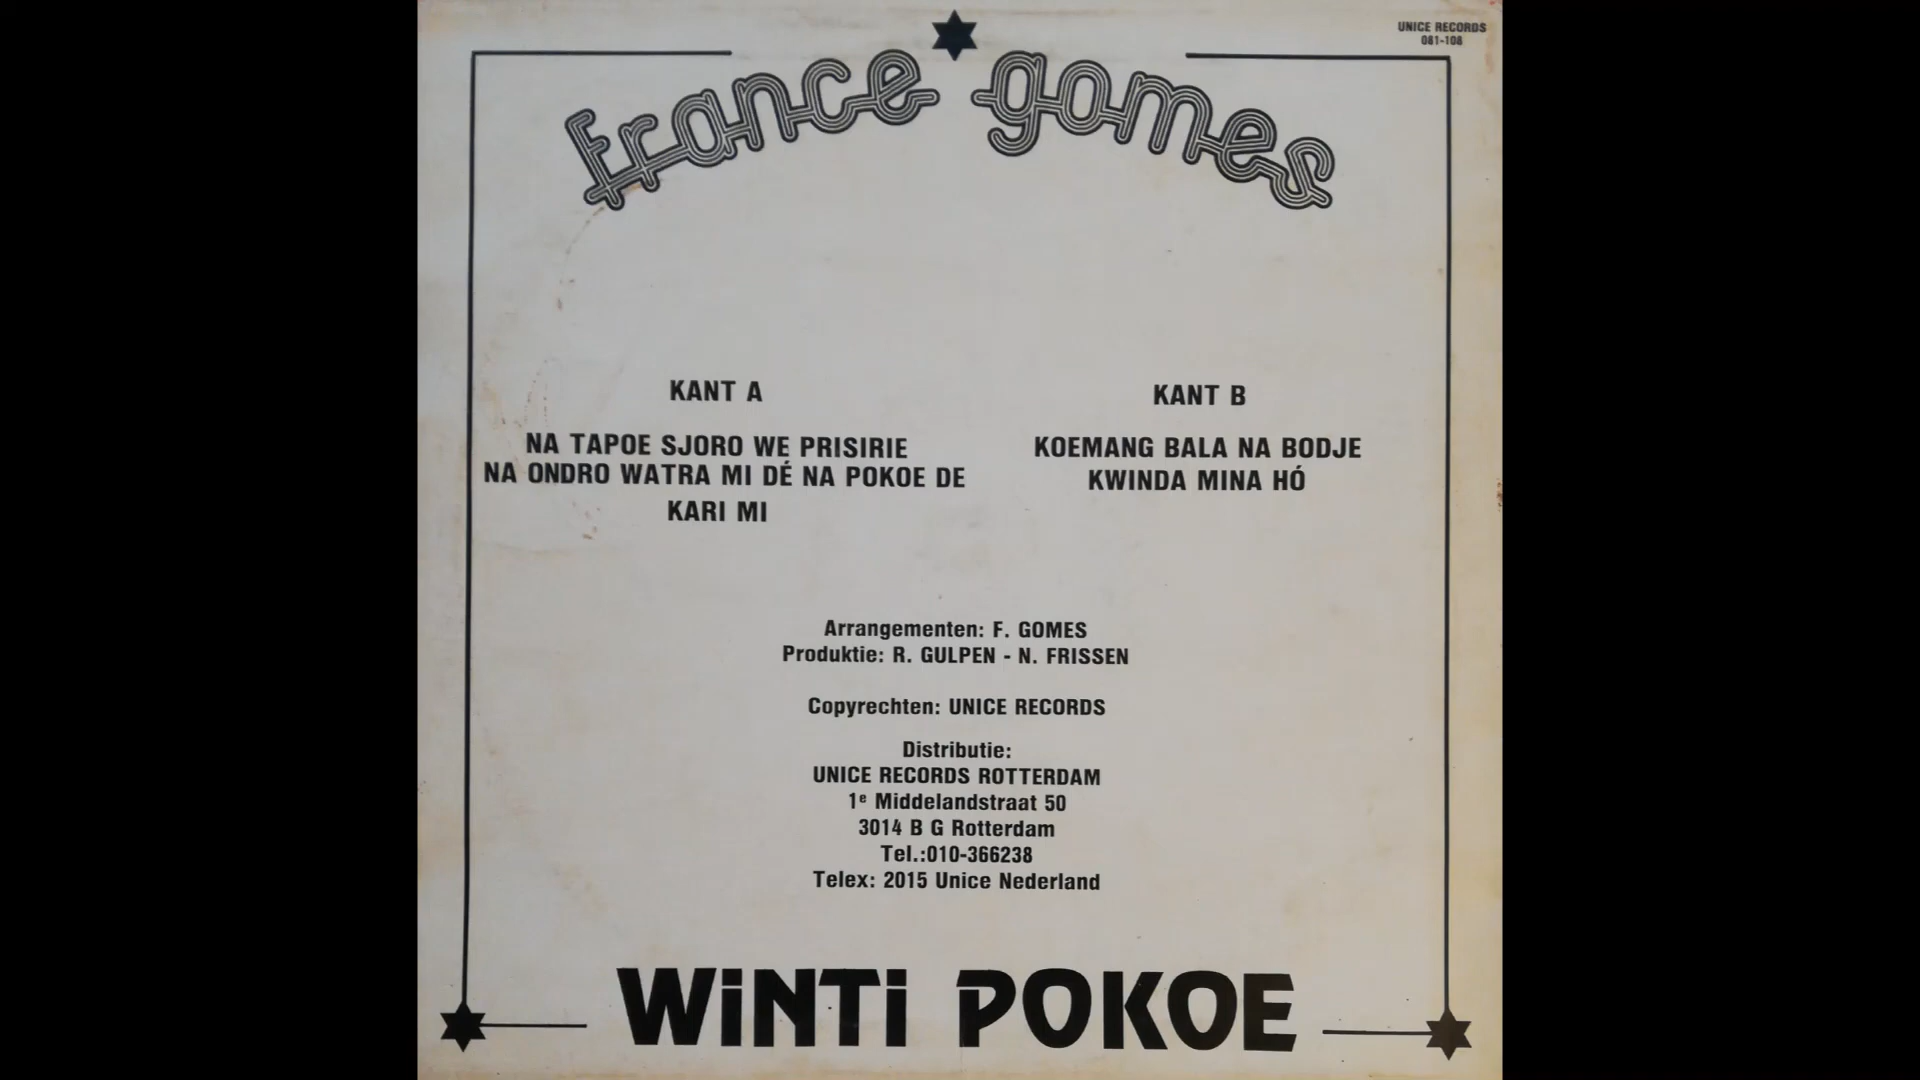 UNICE RECORDS
081-108
france gomes
KANT A
NA TAPOE SJORO WE PRISIRIE
NA ONDRO WATRA MI DÉ NA POKOE DE
KARI MI
KANT B
KOEMANG BALA NA BODJE
KWINDA MINA HÓ
Arrangementen: F. GOMES
Produktie: R. GULPEN - N. FRISSEN
Copyrechten: UNICE RECORDS
Distributie:
UNICE RECORDS ROTTERDAM
1e Middelandstraat 50
3014 B G Rotterdam
Tel.:010-366238
Telex: 2015 Unice Nederland
WiNTi POKOE